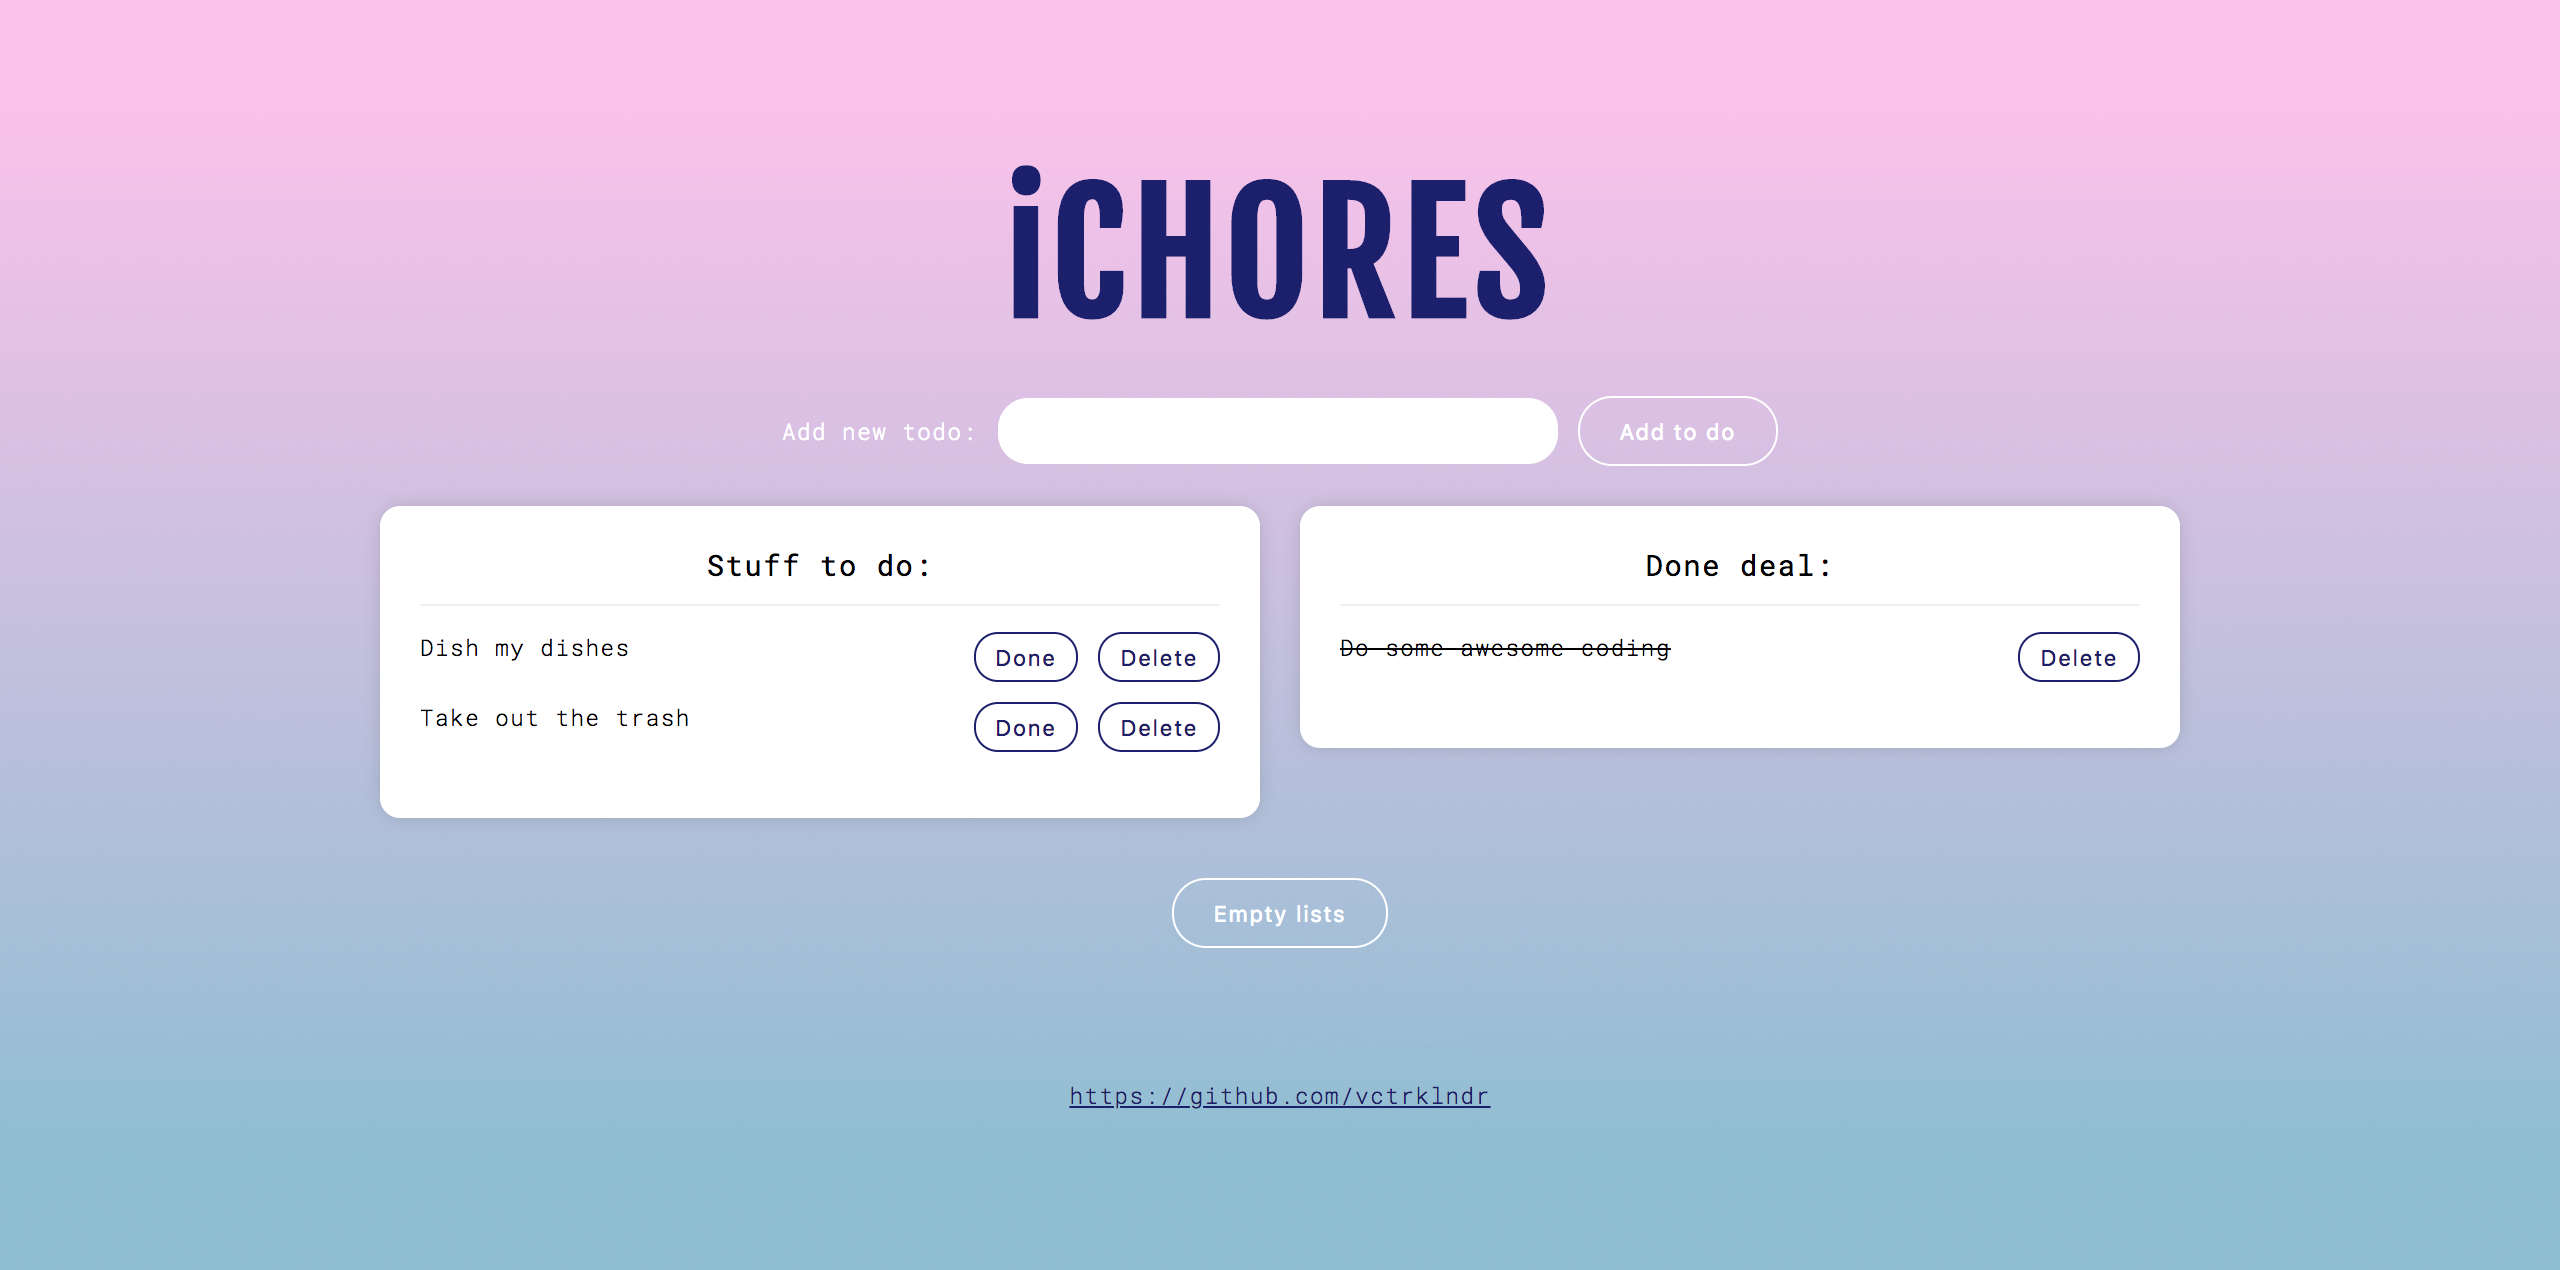 iCHORES
Add new todo:
Add to do
Stuff to do:
Dish my dishes
Done
Delete
Take out the trash
Done
Delete
Done deal:
Do some awesome coding
Delete
Empty lists
https://github.com/vctrklndr